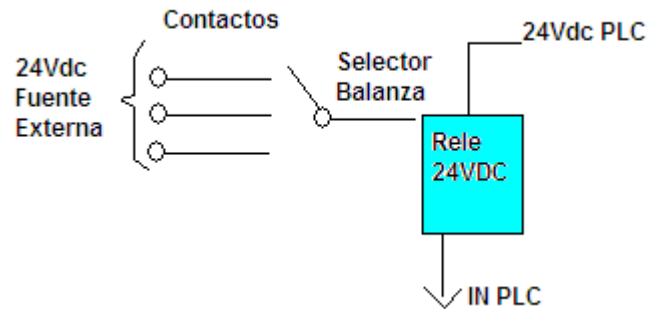 Contactos
24Vdc
Fuente
Externa
Selector
Balanza
24Vdc PLC
Rele
24VDC
IN PLC